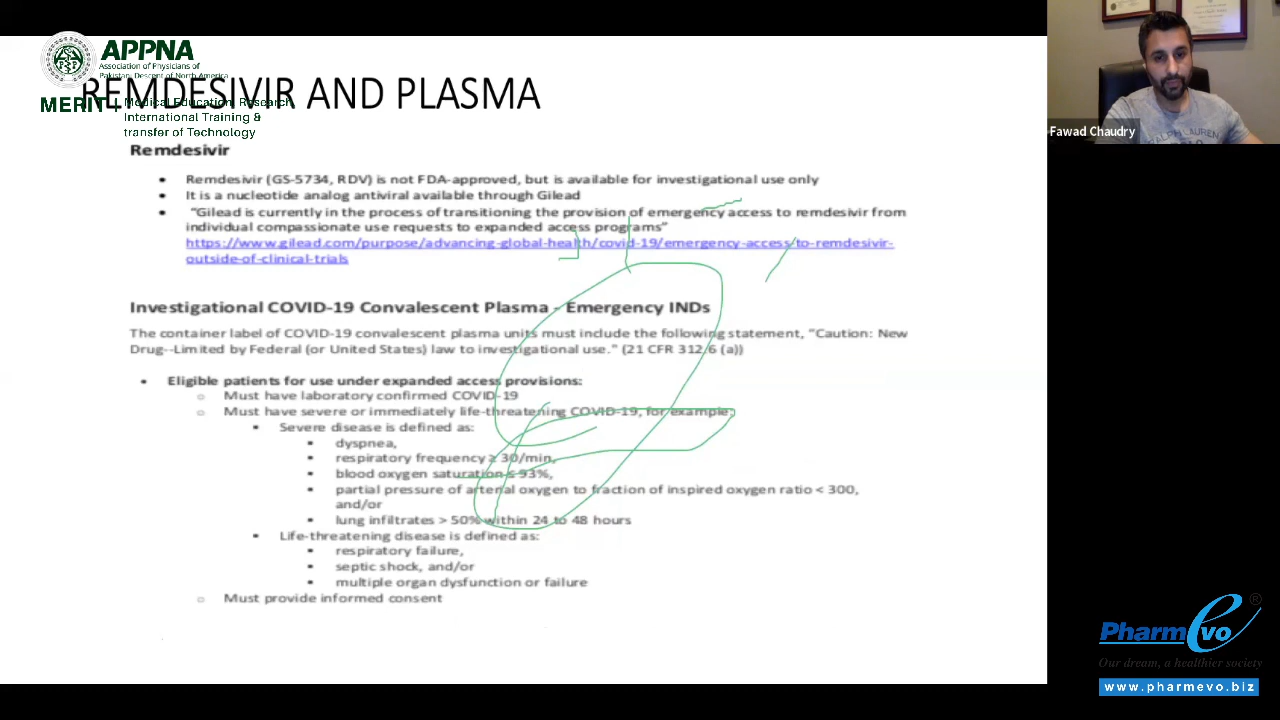 APPNA
Association of Physicians of
Pakistani Descent of North America
MERIT+ Medical Education, Research
International Training &
transfer of Technology
REMDESIVIR AND PLASMA
Fawad Chaudry
RALPH LAUREN
Remdesivir
• Remdesivir (GS-5734, RDV) is not FDA-approved, but is available for investigational use only
• It is a nucleotide analog antiviral available through Gilead
• “Gilead is currently in the process of transitioning the provision of emergency access to remdesivir from
individual compassionate use requests to expanded access programs”
https://www.gilead.com/purpose/advancing-global-health/covid-19/emergency-access/to-remdesivir-
outside-of-clinical-trials
Investigational COVID-19 Convalescent Plasma - Emergency INDs
The container label of COVID-19 convalescent plasma units must include the following statement, “Caution: New
Drug--Limited by Federal (or United States) law to investigational use.” (21 CFR 312.6 (a))
• Eligible patients for use under expanded access provisions:
o Must have laboratory confirmed COVID-19
o Must have severe or immediately life-threatening COVID-19, for example,
▪ Severe disease is defined as:
▪ dyspnea,
▪ respiratory frequency ≥ 30/min,
▪ blood oxygen saturation ≤ 93%,
▪ partial pressure of arterial oxygen to fraction of inspired oxygen ratio < 300,
and/or
▪ lung infiltrates > 50% within 24 to 48 hours
▪ Life-threatening disease is defined as:
▪ respiratory failure,
▪ septic shock, and/or
▪ multiple organ dysfunction or failure
o Must provide informed consent
PharmEvo ®
Our dream, a healthier society
www.pharmevo.biz